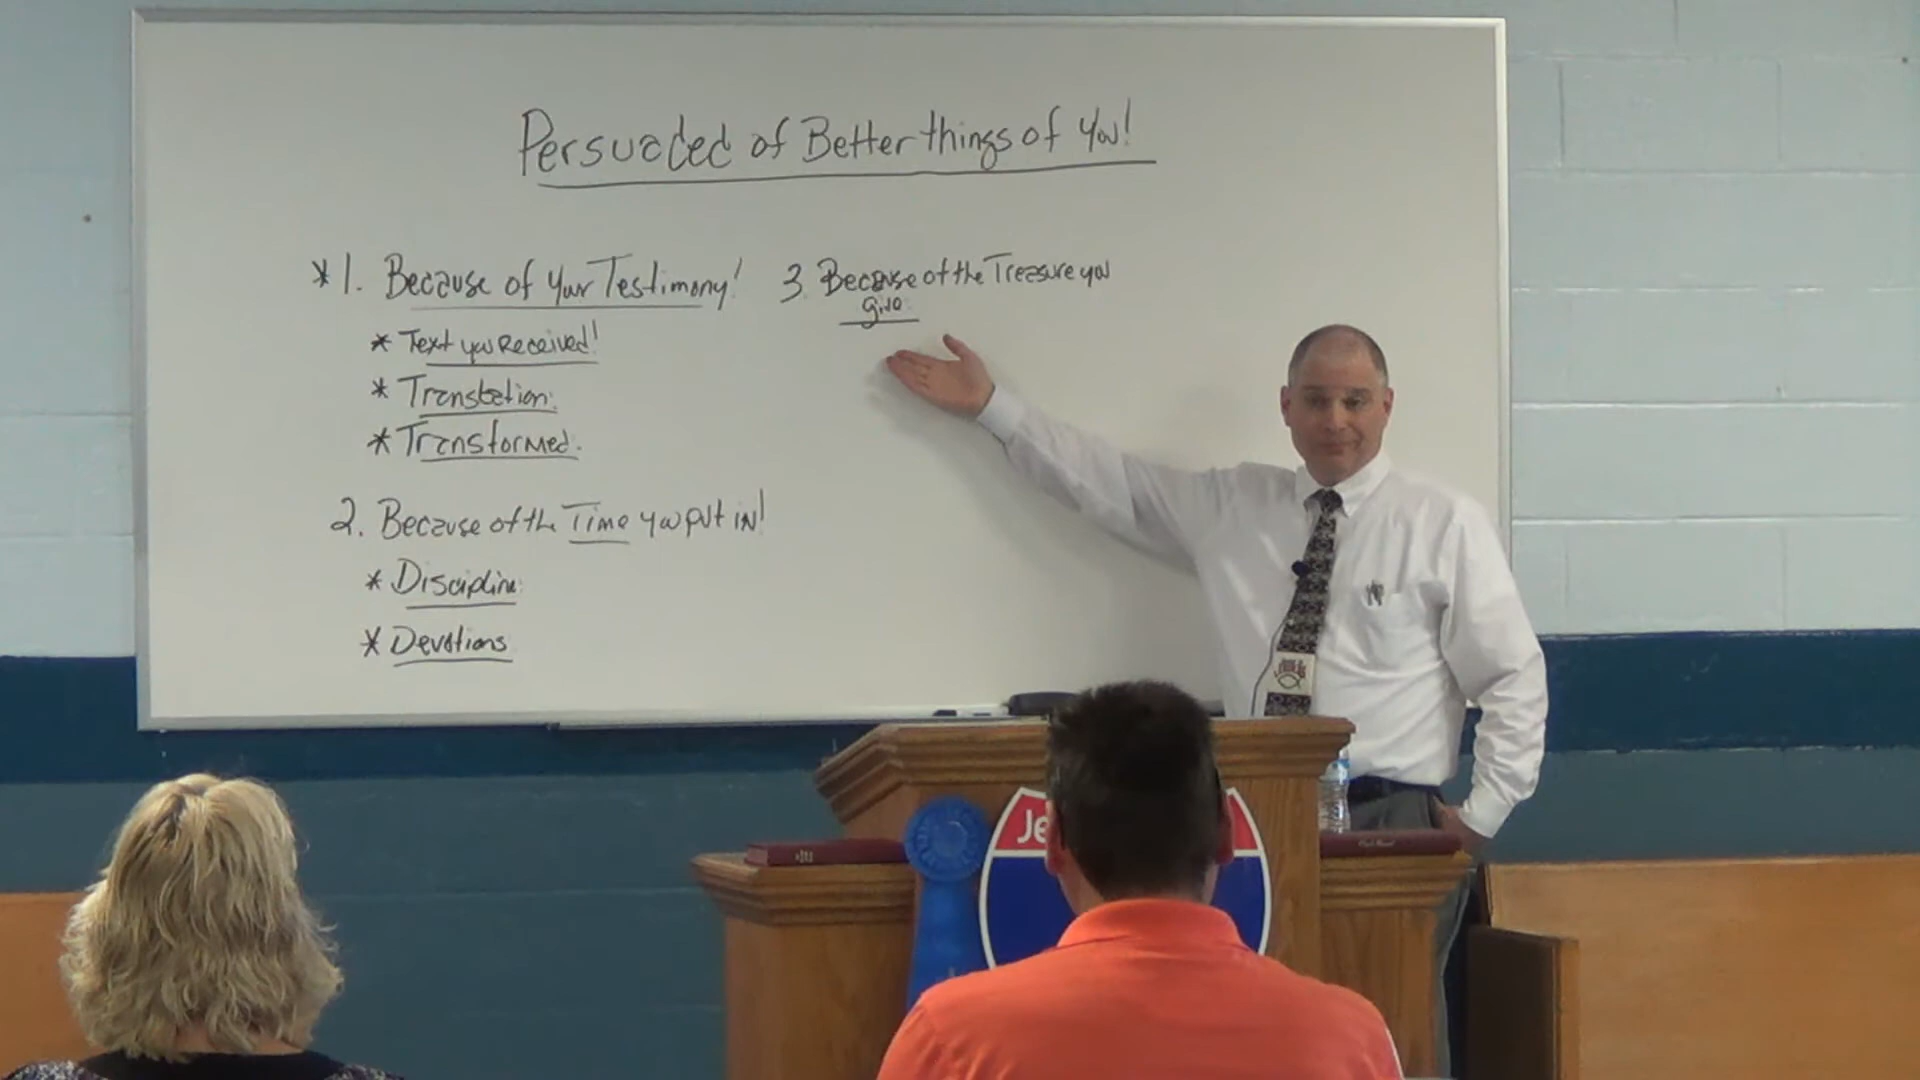 Persuaded of Better things of You!
*1. Because of Your Testimony!
* Text you Received!
* Translation.
* Transformed.
2. Because of the Time you put in!
* Discipline
* Devotions
3. Because of the Treasure you
give.
Je